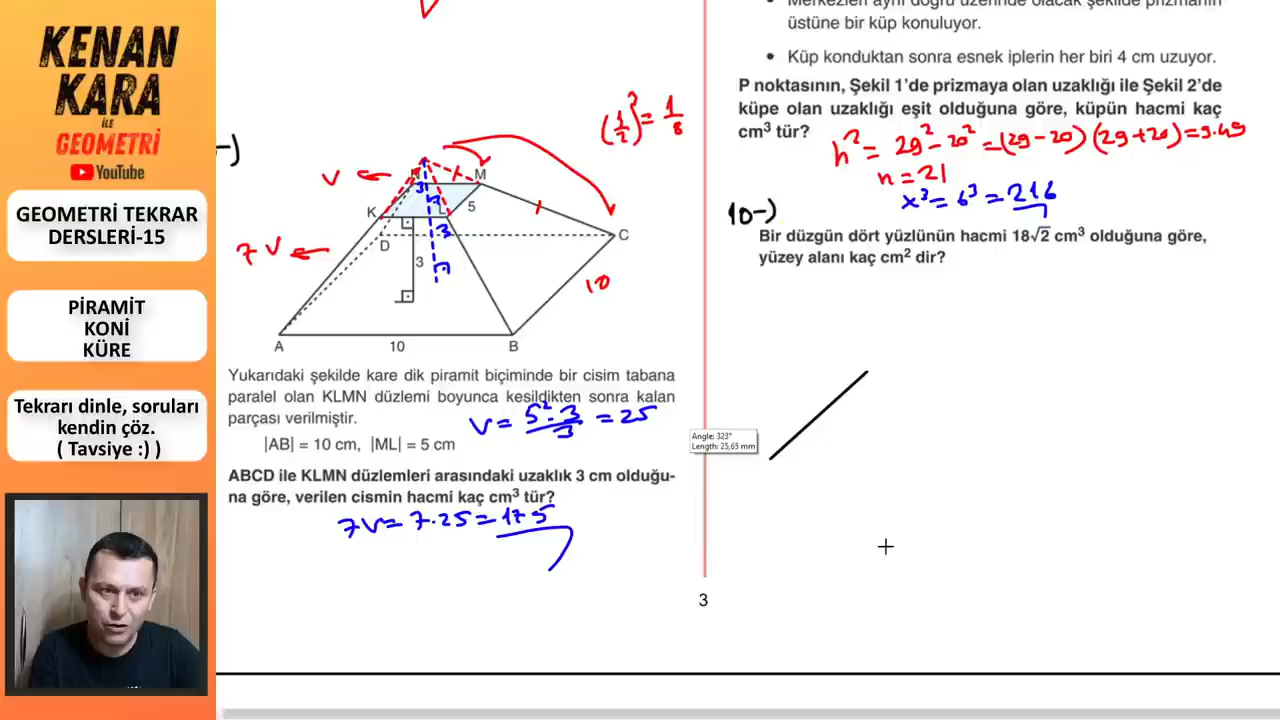 KENAN
KARA
İLE
GEOMETRİ
YouTube
GEOMETRİ TEKRAR
DERSLERİ-15
PİRAMİT
KONİ
KÜRE
Tekrarı dinle, soruları
kendin çöz.
( Tavsiye :) )
-)
(1/2)³ = 1/8
V
7V
N
M
K
L
D
C
A
B
3
3
3
3
5
10
10
Yukarıdaki şekilde kare dik piramit biçiminde bir cisim tabana
paralel olan KLMN düzlemi boyunca kesildikten sonra kalan
parçası verilmiştir.
V = 5².3/3 = 25
|AB| = 10 cm, |ML| = 5 cm
ABCD ile KLMN düzlemleri arasındaki uzaklık 3 cm olduğu-
na göre, verilen cismin hacmi kaç cm³ tür?
7V = 7.25 = 175
Merkezleri aynı doğru üzerinde olacak şekilde prizmanın
üstüne bir küp konuluyor.
• Küp konduktan sonra esnek iplerin her biri 4 cm uzuyor.
P noktasının, Şekil 1'de prizmaya olan uzaklığı ile Şekil 2'de
küpe olan uzaklığı eşit olduğuna göre, küpün hacmi kaç
cm³ tür?
h² = 29² - 20² = (29-20)(29+20) = 9.49
h = 21
x³ = 6³ = 216
10-)
Bir düzgün dört yüzlünün hacmi 18√2 cm³ olduğuna göre,
yüzey alanı kaç cm² dir?
Angle: 323°
Length: 25,65 mm
3